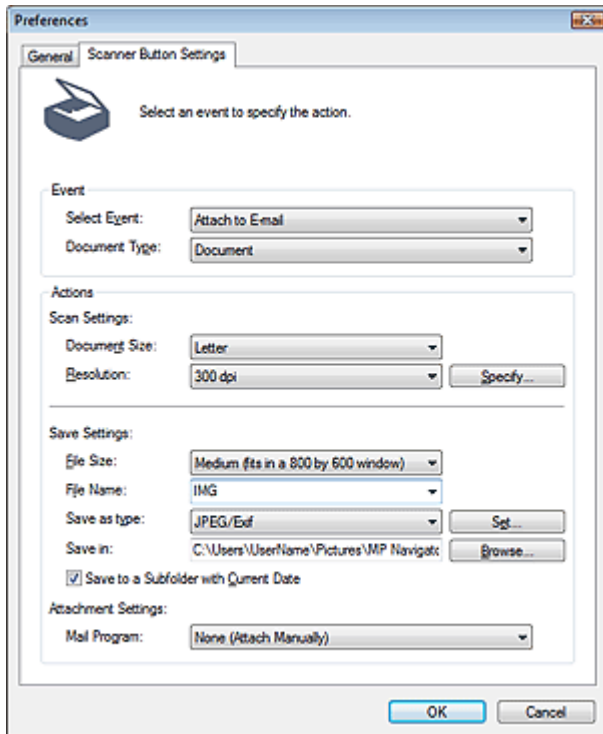 Preferences
General Scanner Button Settings
Select an event to specify the action.
Event
Select Event: Attach to E-mail
Document Type: Document
Actions
Scan Settings:
Document Size: Letter
Resolution: 300 dpi Specify...
Save Settings:
File Size: Medium (fits in a 800 by 600 window)
File Name: IMG
Save as type: JPEG/Exif Set...
Save in: C:\Users\UserName\Pictures\MP Navigato Browse...
Save to a Subfolder with Current Date
Attachment Settings:
Mail Program: None (Attach Manually)
OK Cancel